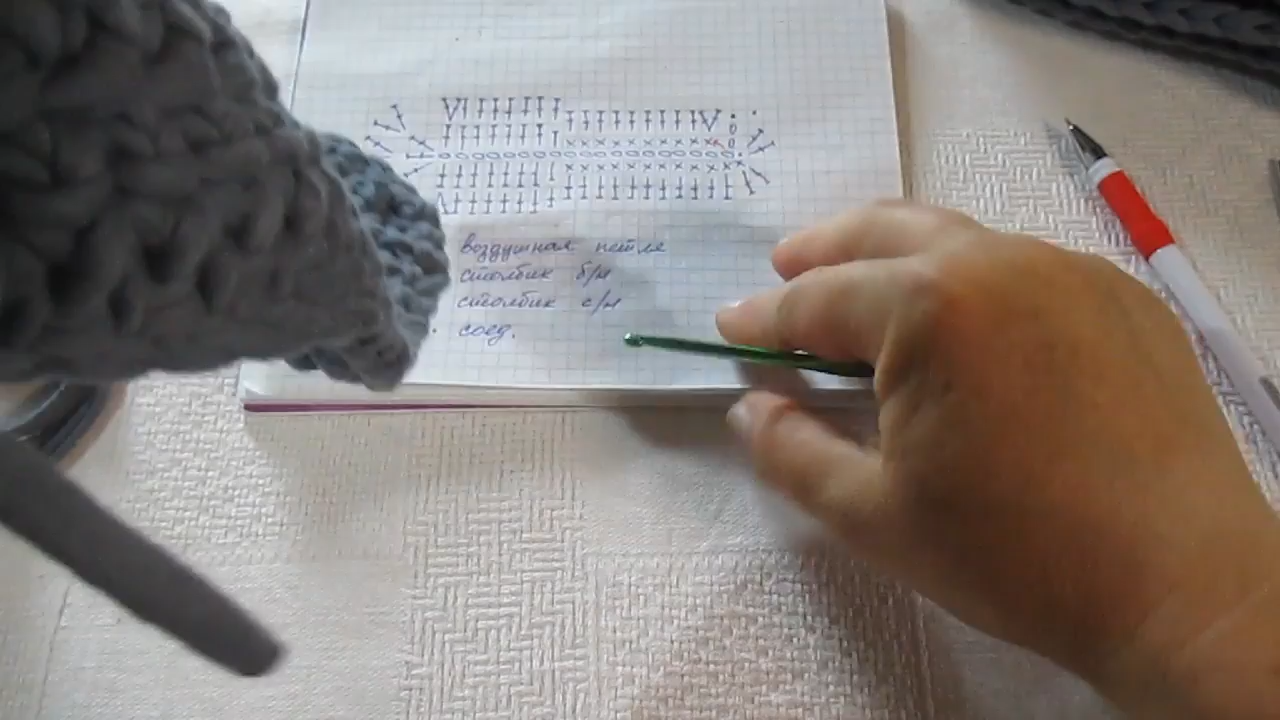 воздушная петля
столбик б/н
столбик с/н
соед.